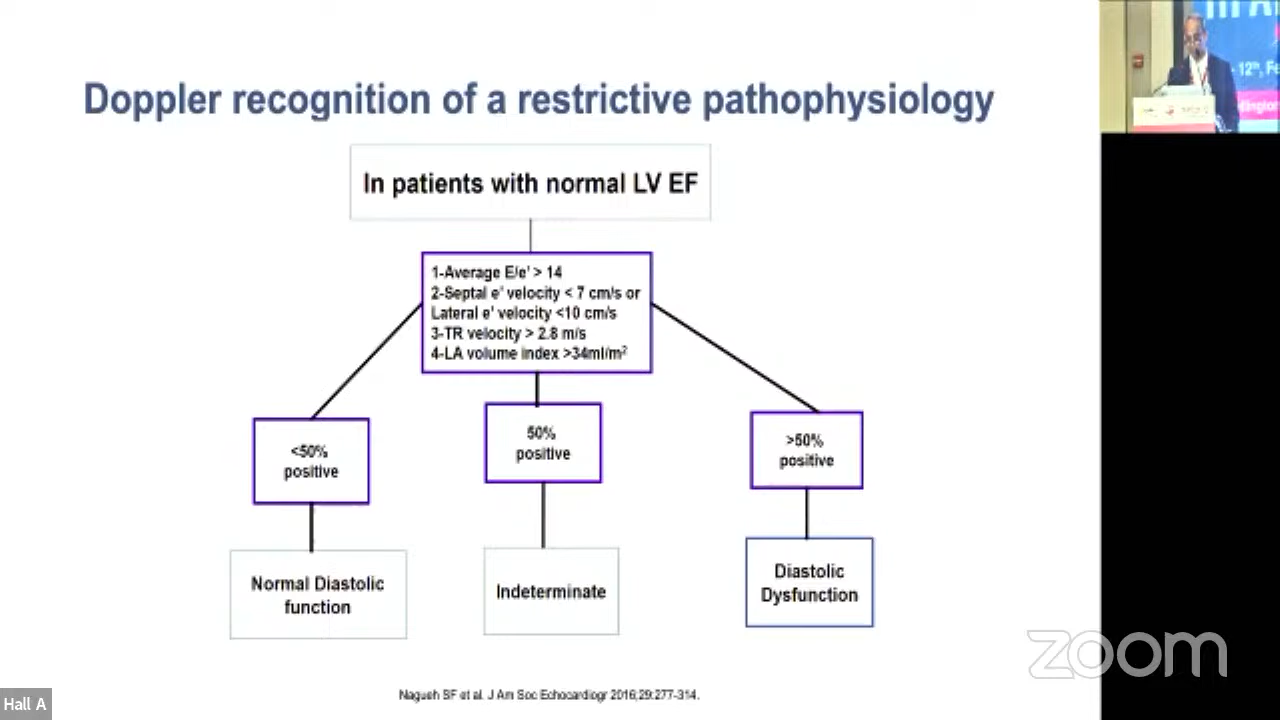 Doppler recognition of a restrictive pathophysiology
In patients with normal LV EF
1-Average E/e' > 14
2-Septal e' velocity < 7 cm/s or
Lateral e' velocity <10 cm/s
3-TR velocity > 2.8 m/s
4-LA volume index >34ml/m²
<50%
positive
50%
positive
>50%
positive
Normal Diastolic
function
Indeterminate
Diastolic
Dysfunction
Nagueh SF et al. J Am Soc Echocardiogr 2016;29:277-314.
zoom
Hall A
12th, Fe